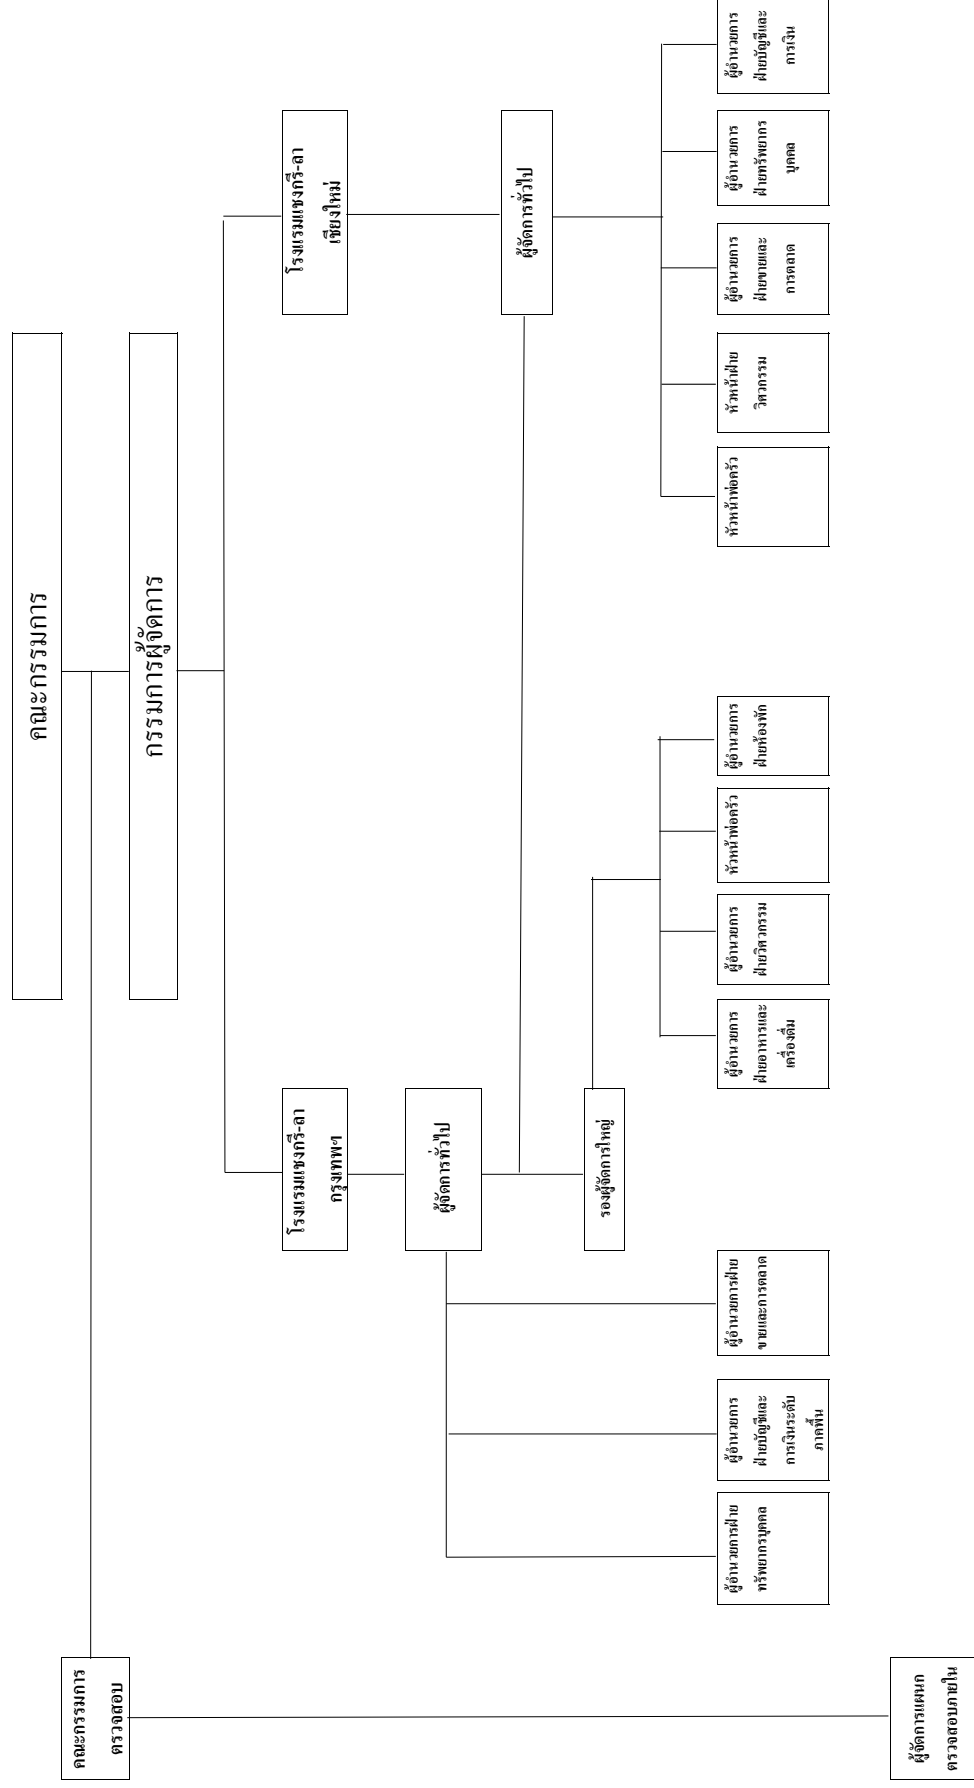 คณะกรรมการ
กรรมการผู้จัดการ
คณะกรรมการ
ตรวจสอบ
โรงแรมแชงกรี-ลา
กรุงเทพฯ
โรงแรมแชงกรี-ลา
เชียงใหม่
ผู้จัดการทั่วไป
ผู้จัดการทั่วไป
รองผู้จัดการใหญ่
ผู้อำนวยการฝ่าย
ทรัพยากรบุคคล
ผู้อำนวยการ
ฝ่ายบัญชีและ
การเงินระดับ
ภาคพื้น
ผู้อำนวยการฝ่าย
ขายและการตลาด
ผู้อำนวยการ
ฝ่ายอาหารและ
เครื่องดื่ม
ผู้อำนวยการ
ฝ่ายวิศวกรรม
หัวหน้าพ่อครัว
ผู้อำนวยการ
ฝ่ายห้องพัก
หัวหน้าพ่อครัว
หัวหน้าฝ่าย
วิศวกรรม
ผู้อำนวยการ
ฝ่ายขายและ
การตลาด
ผู้อำนวยการ
ฝ่ายทรัพยากร
บุคคล
ผู้อำนวยการ
ฝ่ายบัญชีและ
การเงิน
ผู้จัดการแผนก
ตรวจสอบภายใน